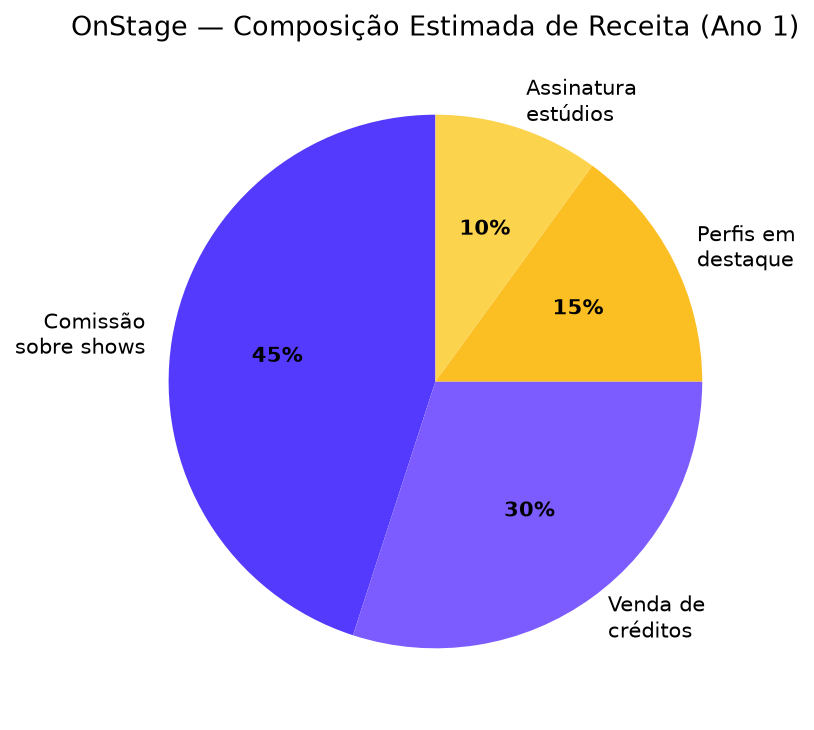 OnStage — Composição Estimada de Receita (Ano 1)
Assinatura
estúdios
10%
Perfis em
destaque
15%
Comissão
sobre shows
45%
30%
Venda de
créditos